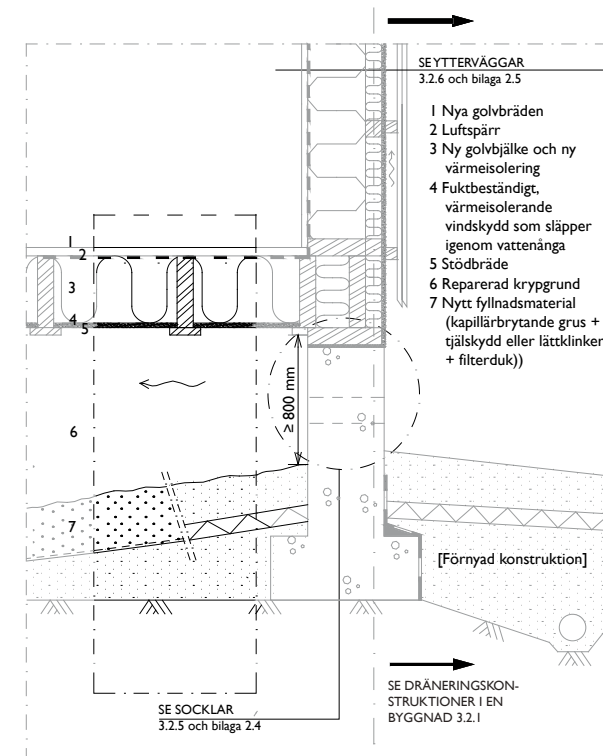 SE YTTERVÄGGAR
3.2.6 och bilaga 2.5
1 Nya golvbräden
2 Luftspärr
3 Ny golvbjälke och ny
värmeisolering
4 Fuktbeständigt,
värmeisolerande
vindskydd som släpper
igenom vattenånga
5 Stödbräde
6 Reparerad krypgrund
7 Nytt fyllnadsmaterial
(kapillärbrytande grus +
tjälskydd eller lättklinker
+ filterduk))
1
2
3
4
5
≥ 800 mm
6
7
[Förnyad konstruktion]
SE SOCKLAR
3.2.5 och bilaga 2.4
SE DRÄNERINGSKON-
STRUKTIONER I EN
BYGGNAD 3.2.1